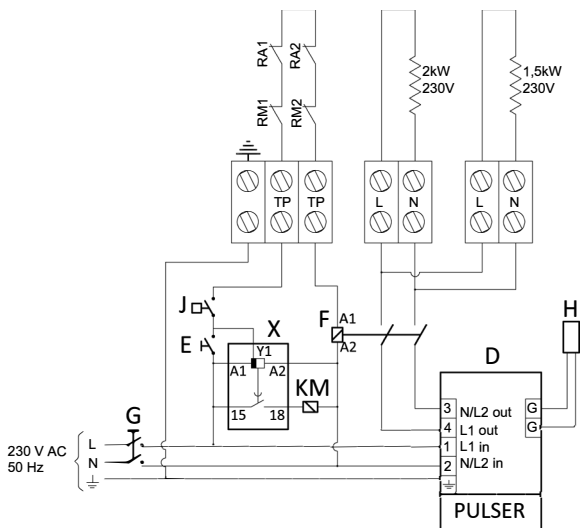 RA1
RA2
2kW
230V
1,5kW
230V
RM1
RM2
TP
TP
L
N
L
N
J
X
F
A1
A2
H
E
Y1
A1
A2
D
KM
15
18
G
3
N/L2 out
G
4
L1 out
G
1
L1 in
2
N/L2 in
230 V AC
50 Hz
L
N
PULSER